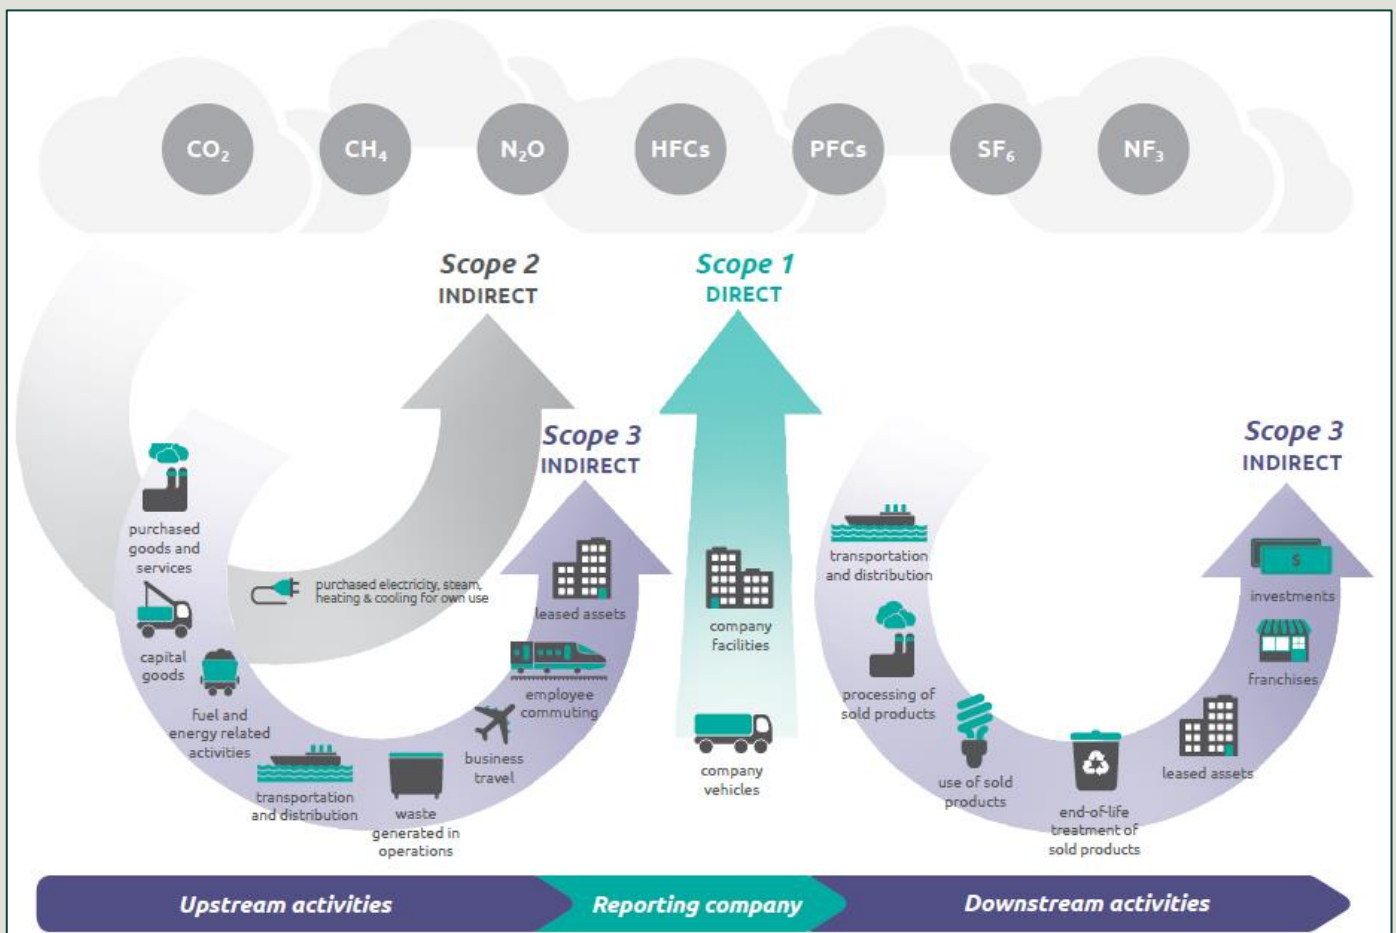 CO₂
CH₄
N₂O
HFCs
PFCs
SF₆
NF₃
Scope 2
INDIRECT
Scope 1
DIRECT
Scope 3
INDIRECT
Scope 3
INDIRECT
purchased
goods and
services
capital
goods
fuel and
energy related
activities
transportation
and distribution
waste
generated in
operations
business
travel
employee
commuting
leased assets
purchased electricity, steam,
heating & cooling for own use
company
facilities
company
vehicles
transportation
and distribution
processing of
sold products
use of sold
products
end-of-life
treatment of
sold products
leased assets
franchises
investments
$
Upstream activities
Reporting company
Downstream activities